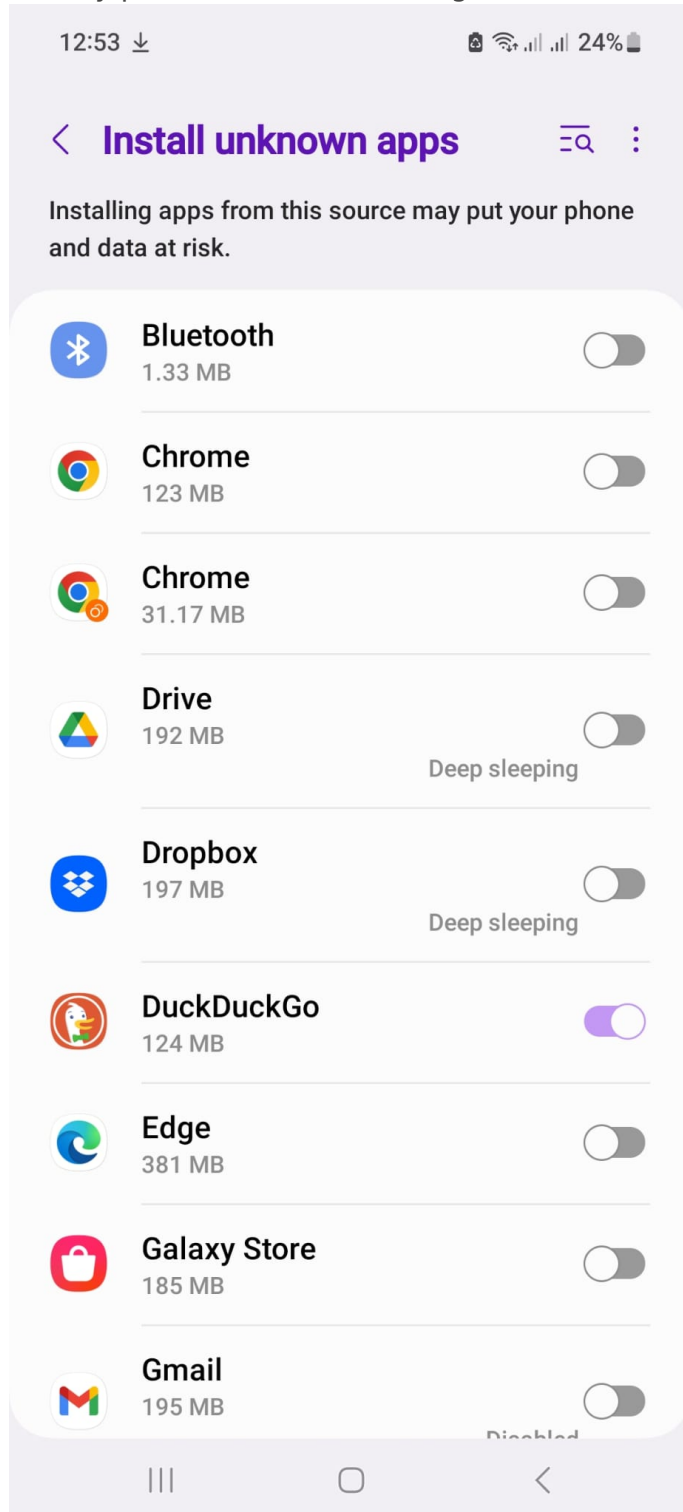 12:53
24%
Install unknown apps
Installing apps from this source may put your phone
and data at risk.
Bluetooth
1.33 MB
Chrome
123 MB
Chrome
31.17 MB
Drive
192 MB
Deep sleeping
Dropbox
197 MB
Deep sleeping
DuckDuckGo
124 MB
Edge
381 MB
Galaxy Store
185 MB
Gmail
195 MB
Disabled